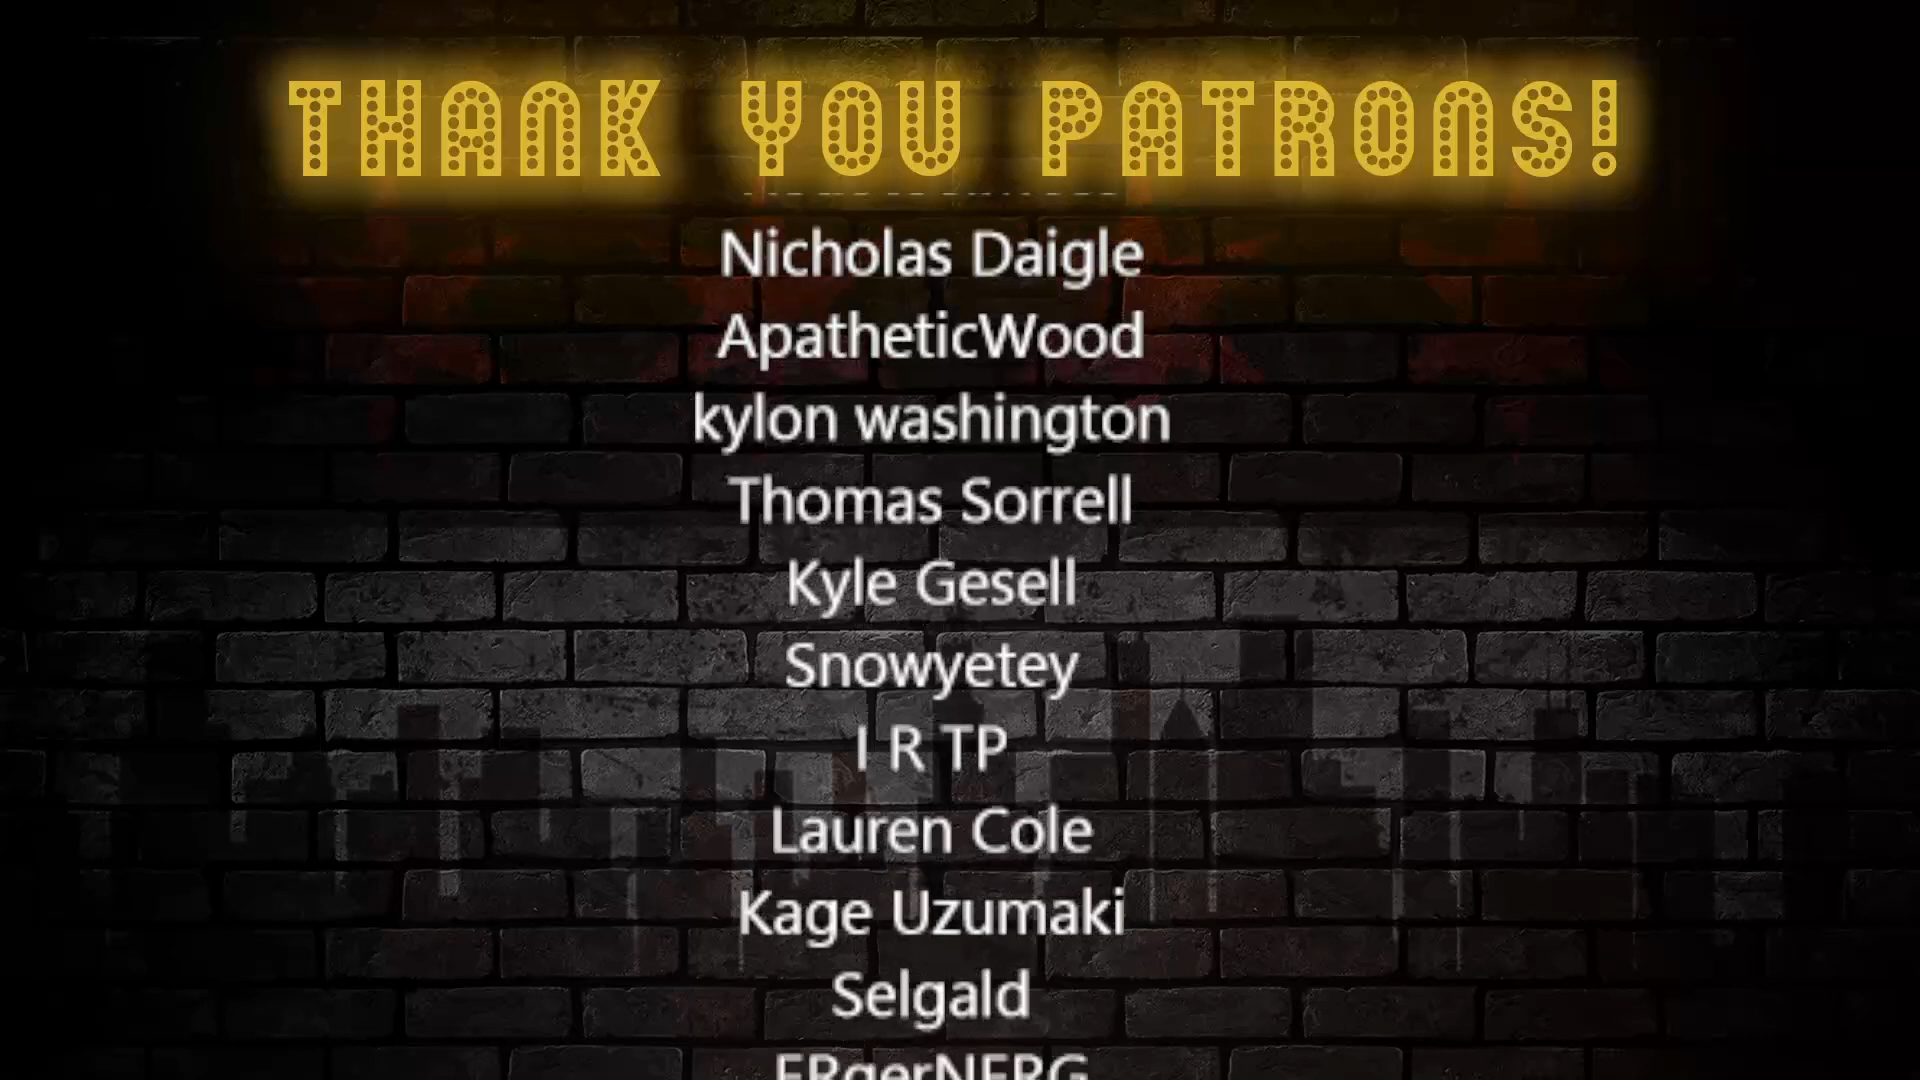 THANK YOU PATRONS!
Nicholas Daigle
ApatheticWood
kylon washington
Thomas Sorrell
Kyle Gesell
Snowyetey
I R TP
Lauren Cole
Kage Uzumaki
Selgald